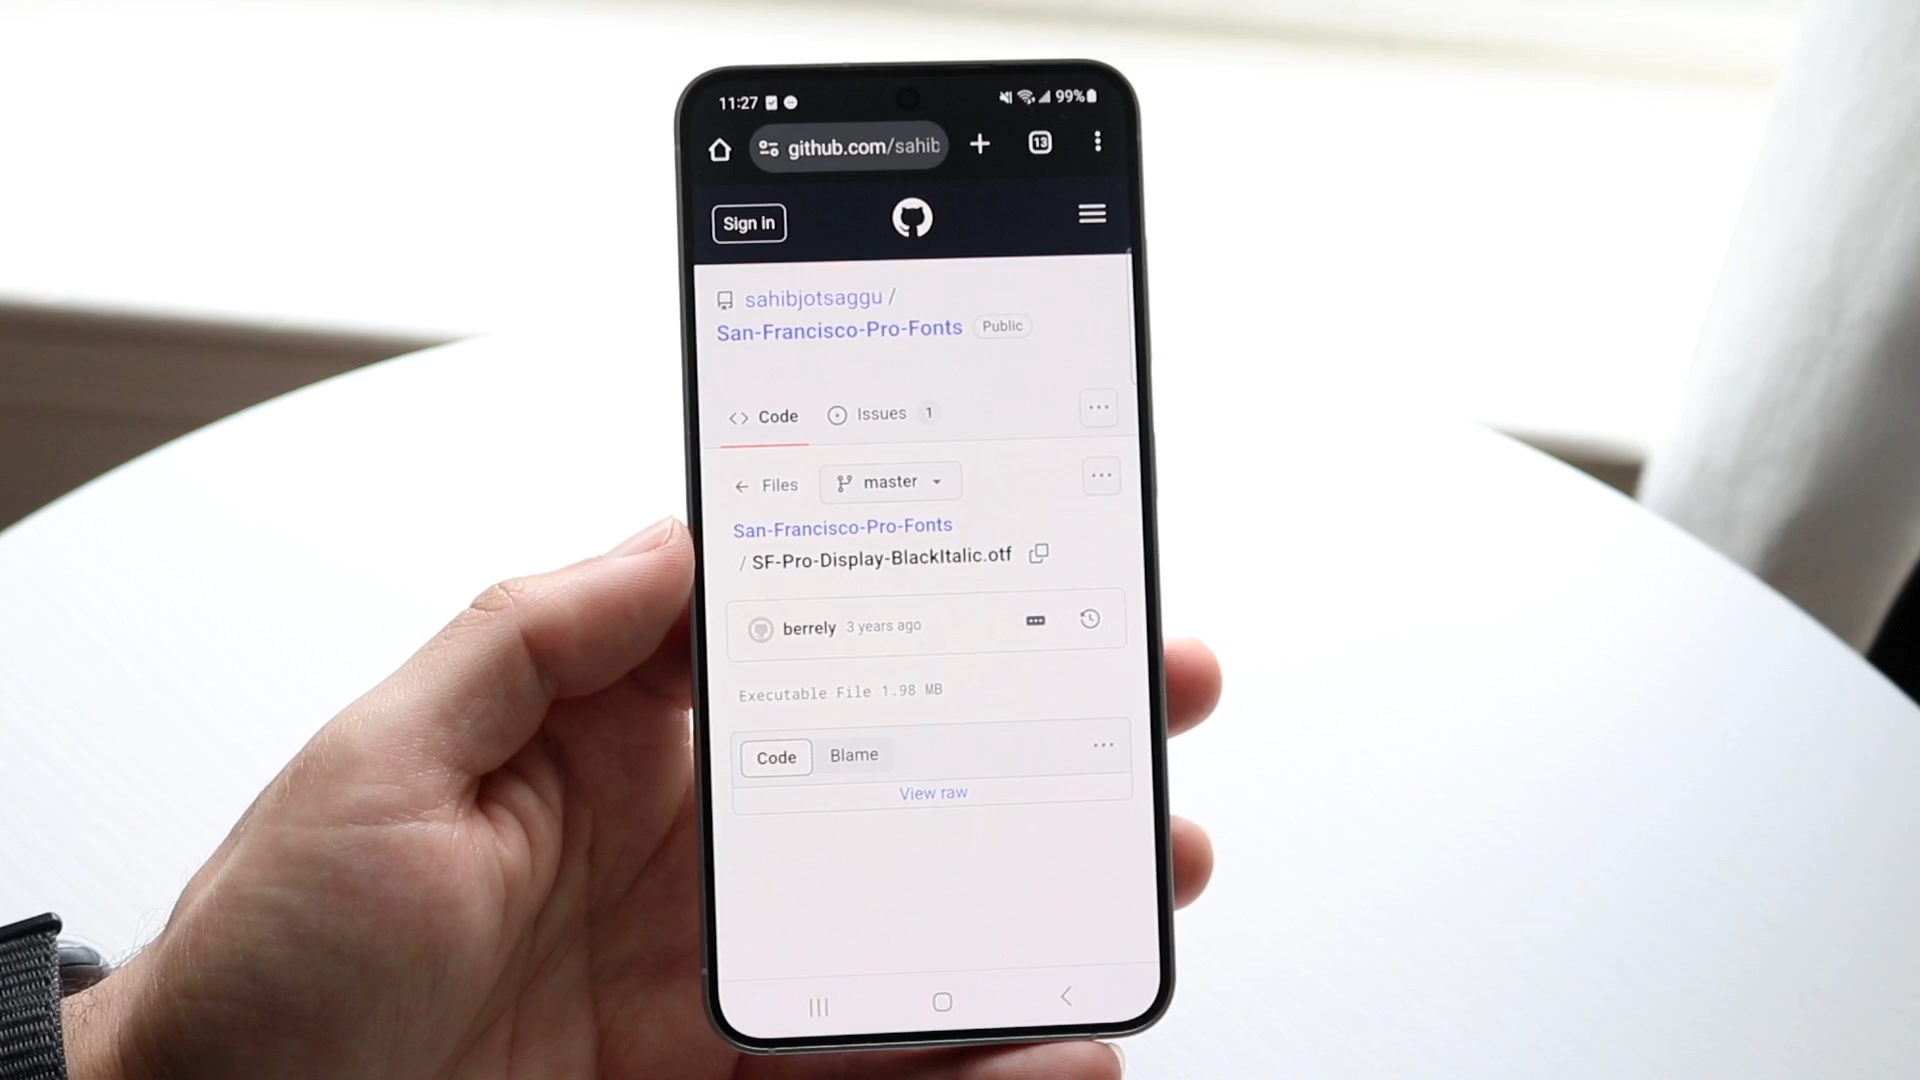 11:27 99%
github.com/sahib 13
Sign in
sahibjotsaggu /
San-Francisco-Pro-Fonts Public
Code Issues 1
Files master
San-Francisco-Pro-Fonts
/ SF-Pro-Display-BlackItalic.otf
berrely 3 years ago
Executable File 1.98 MB
Code Blame
View raw